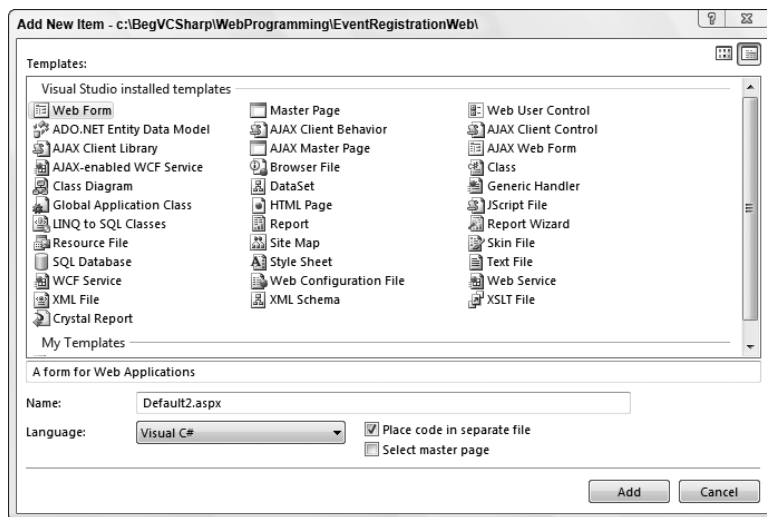 Add New Item - c:\BegVCSharp\WebProgramming\EventRegistrationWeb\
Templates:
Visual Studio installed templates
Web Form Master Page Web User Control
ADO.NET Entity Data Model AJAX Client Behavior AJAX Client Control
AJAX Client Library AJAX Master Page AJAX Web Form
AJAX-enabled WCF Service Browser File Class
Class Diagram DataSet Generic Handler
Global Application Class HTML Page JScript File
LINQ to SQL Classes Report Report Wizard
Resource File Site Map Skin File
SQL Database Style Sheet Text File
WCF Service Web Configuration File Web Service
XML File XML Schema XSLT File
Crystal Report
My Templates
A form for Web Applications
Name: Default2.aspx
Language: Visual C# Place code in separate file
Select master page
Add Cancel